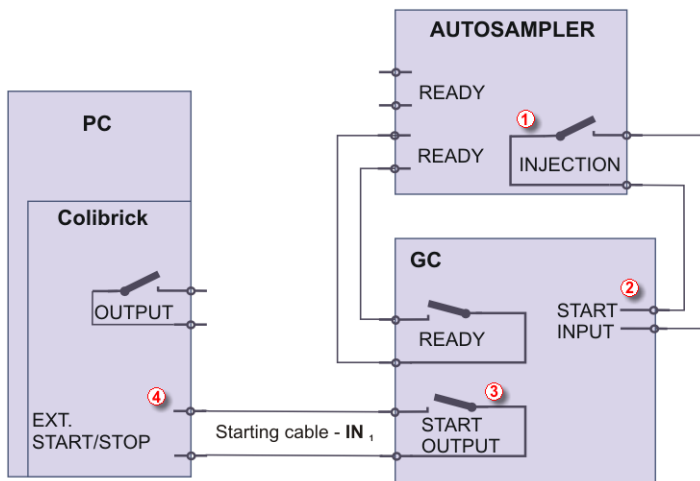 AUTOSAMPLER
READY
①
READY
INJECTION
PC
Colibrick
OUTPUT
④
EXT.
START/STOP
Starting cable - IN ₁
GC
②
START
INPUT
READY
③
START
OUTPUT